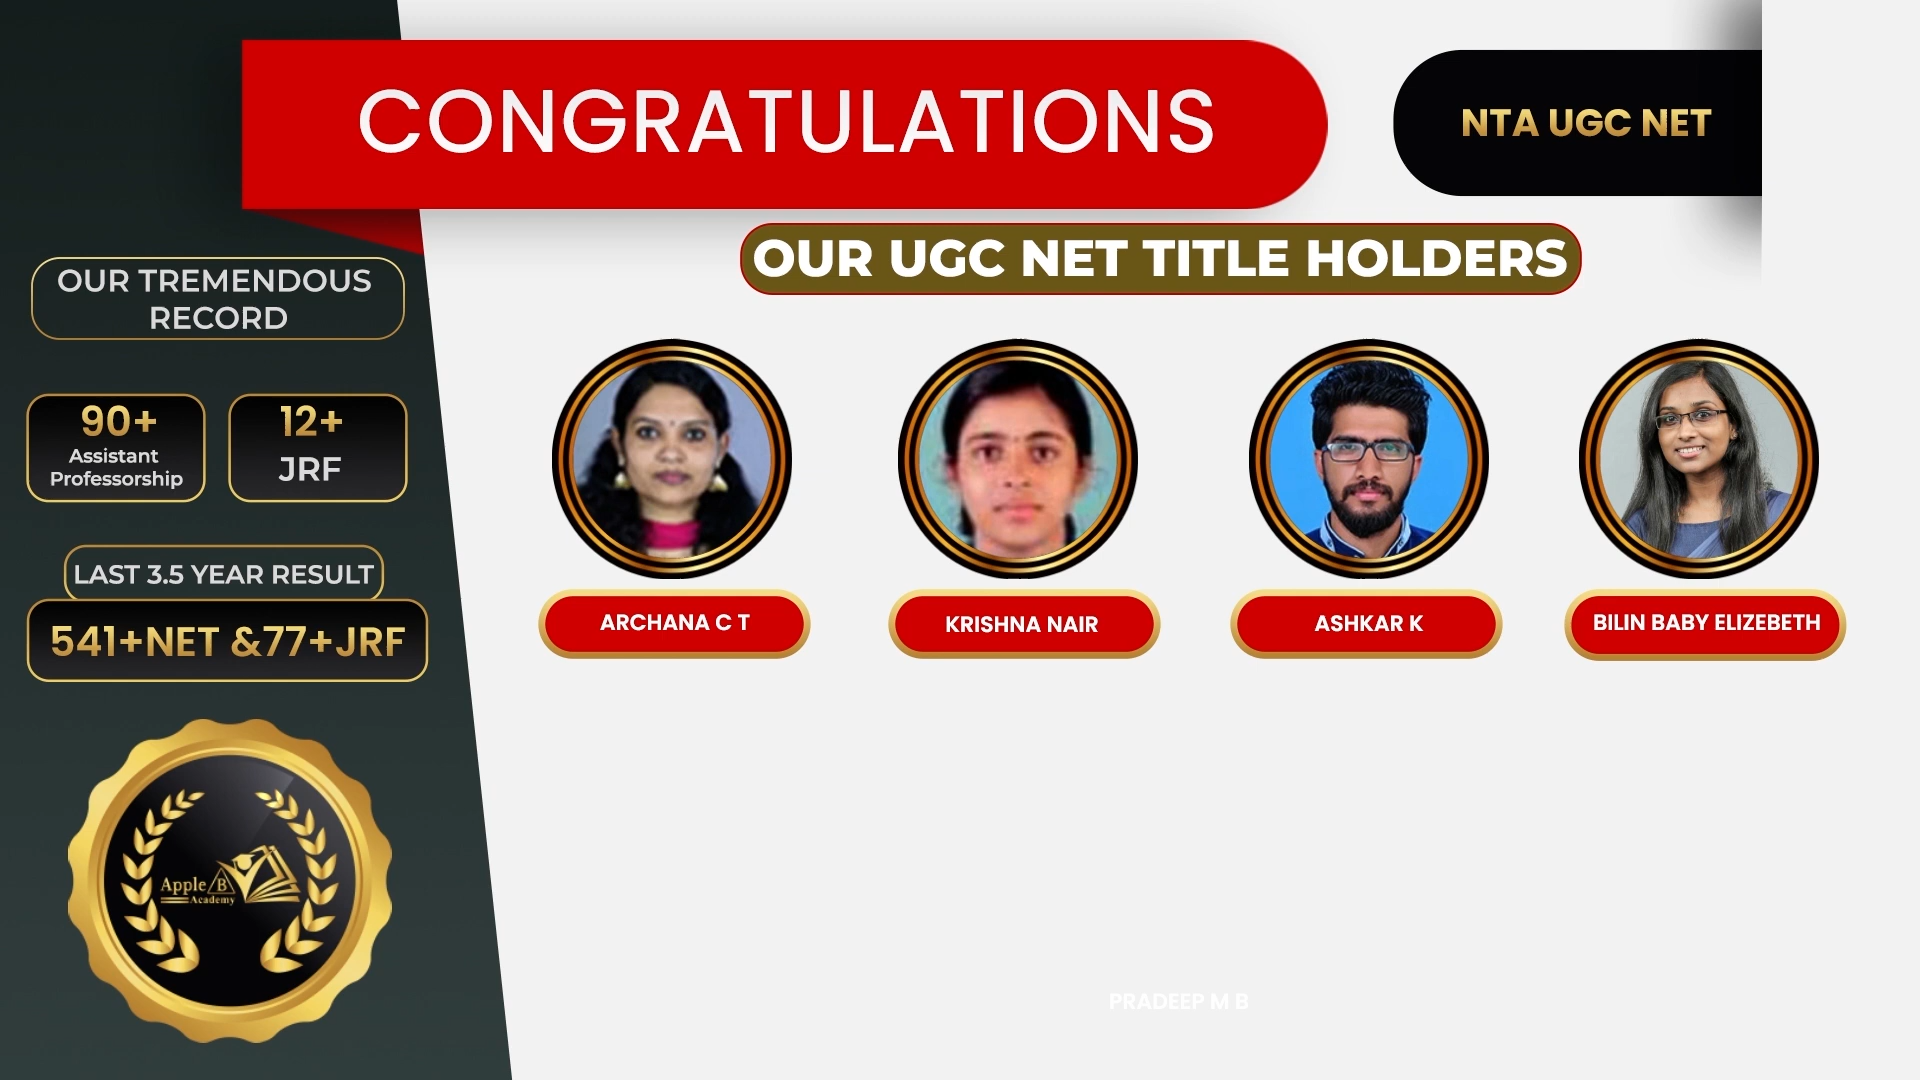 CONGRATULATIONS
NTA UGC NET
OUR UGC NET TITLE HOLDERS
OUR TREMENDOUS
RECORD
90+
Assistant
Professorship
12+
JRF
LAST 3.5 YEAR RESULT
541+NET &77+JRF
Apple B
Academy
ARCHANA C T
KRISHNA NAIR
ASHKAR K
BILIN BABY ELIZEBETH
PRADEEP M B